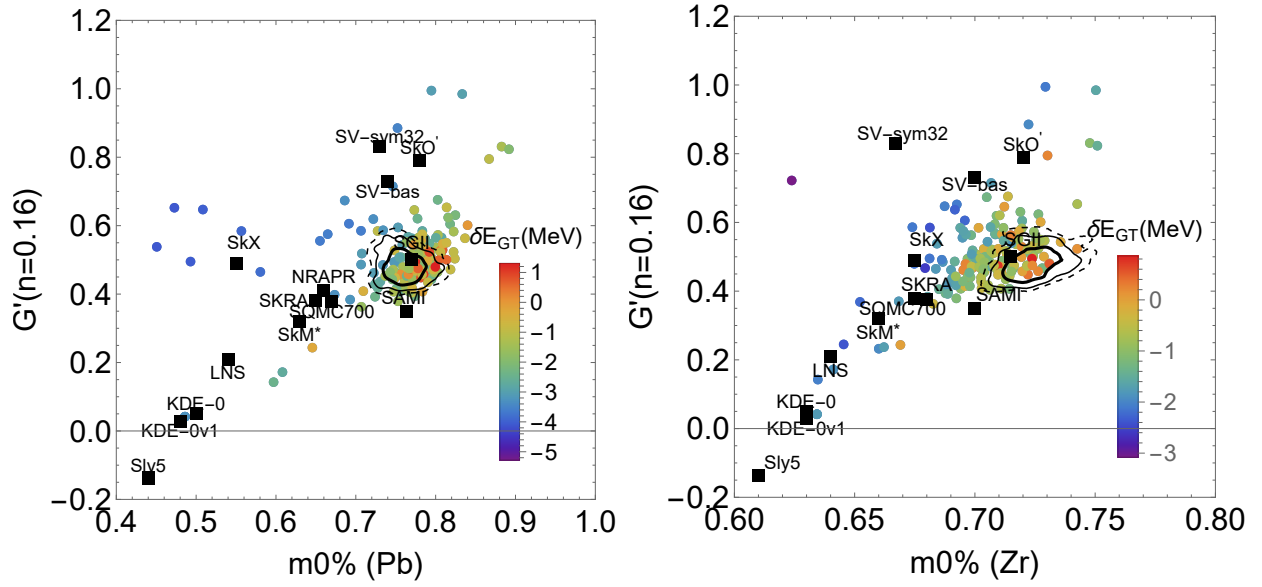 1.2
1.0
0.8
0.6
0.4
0.2
0.0
−0.2
G'(n=0.16)
0.4 0.5 0.6 0.7 0.8 0.9 1.0
m0% (Pb)
SV−sym32
SkO'
SV−bas
SGII
SkX
NRAPR
SKRA
SQMC700
SAMI
SkM*
LNS
KDE−0
KDE−0v1
Sly5
δE_GT(MeV)
1
0
−1
−2
−3
−4
−5
1.2
1.0
0.8
0.6
0.4
0.2
0.0
−0.2
G'(n=0.16)
0.60 0.65 0.70 0.75 0.80
m0% (Zr)
SV−sym32
SkO'
SV−bas
SkX
SGII
SKRA
SAMI
SQMC700
SkM*
LNS
KDE−0
KDE−0v1
Sly5
δE_GT(MeV)
0
−1
−2
−3